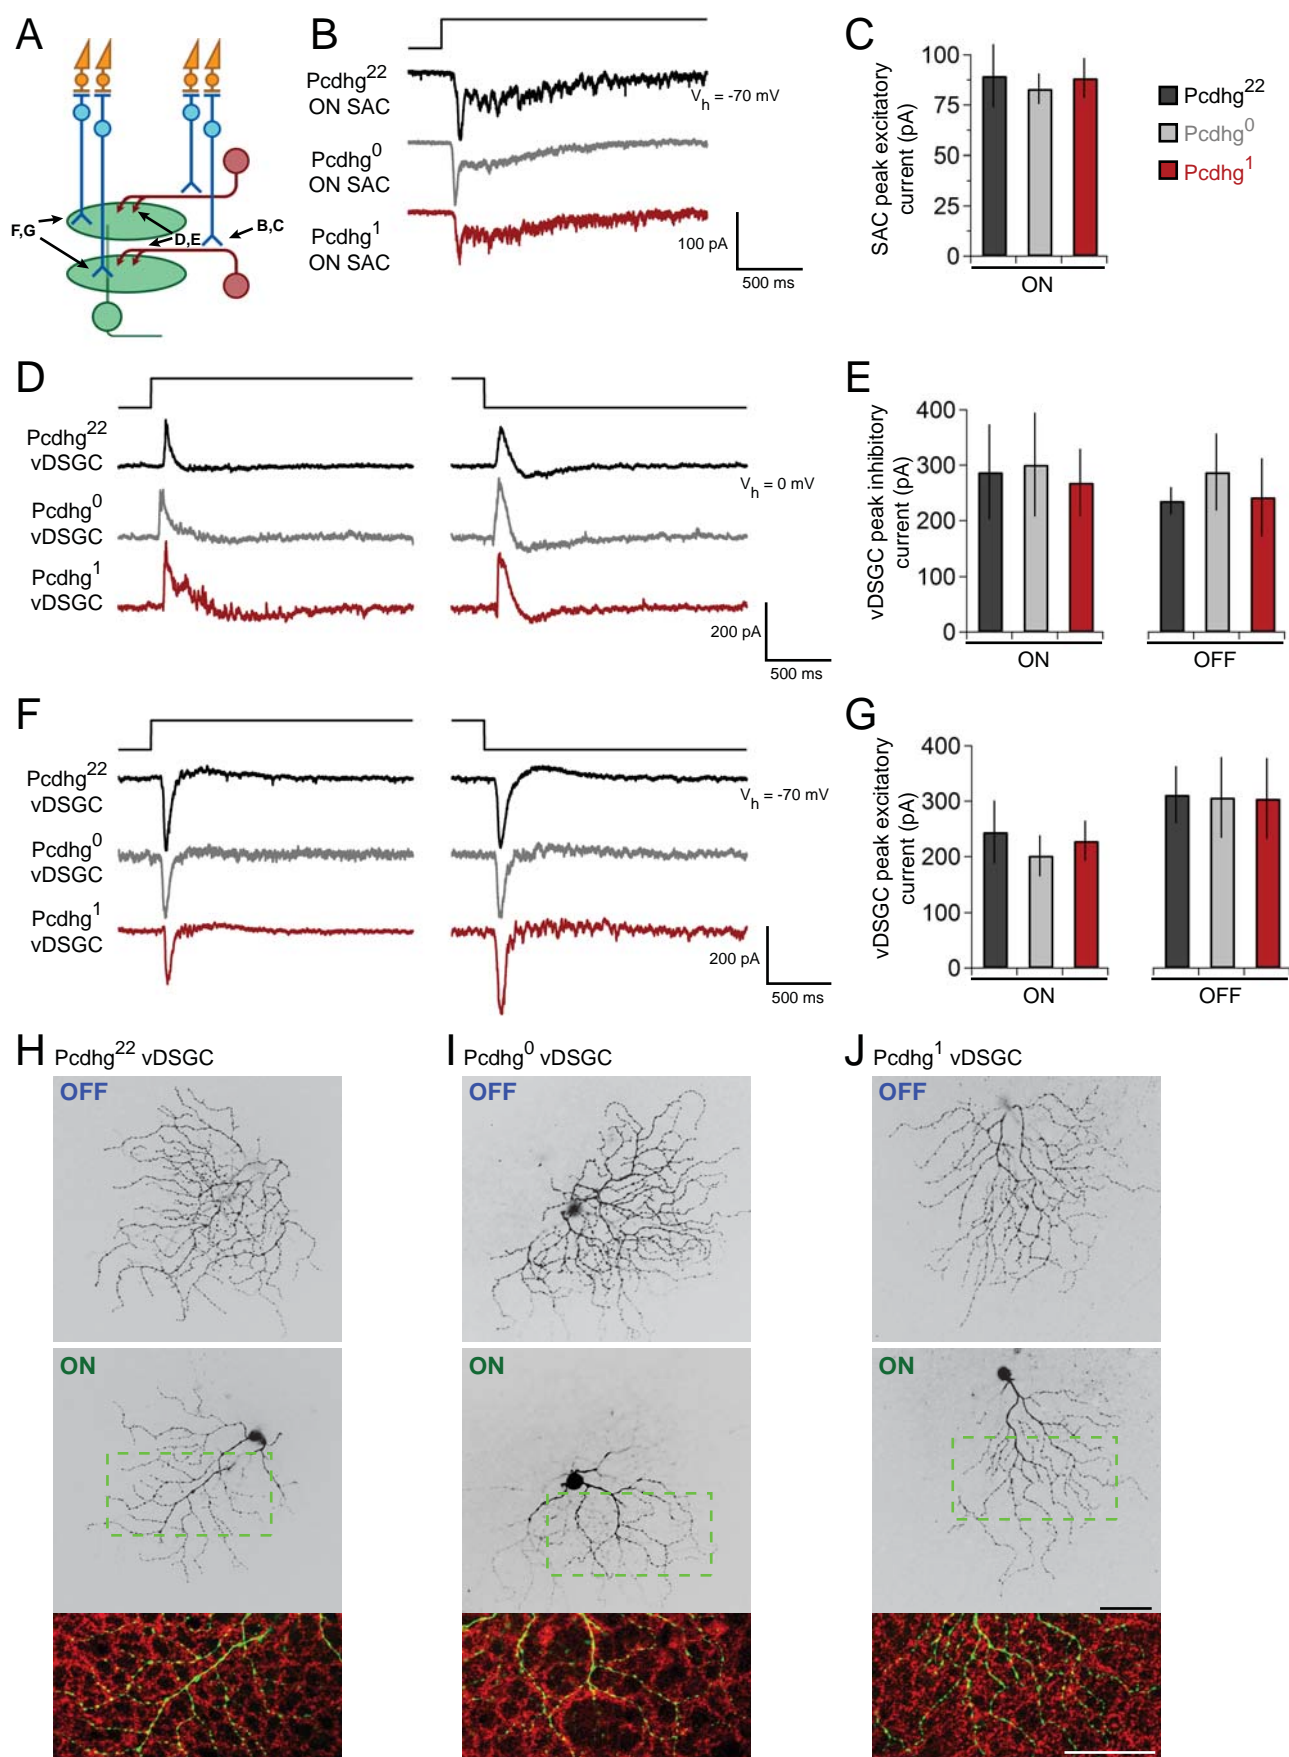 A
F,G
D,E
B,C
B
Pcdhg22
ON SAC
Vh = -70 mV
Pcdhg0
ON SAC
Pcdhg1
ON SAC
100 pA
500 ms
C
SAC peak excitatory
current (pA)
100
75
50
25
0
ON
Pcdhg22
Pcdhg0
Pcdhg1
D
Pcdhg22
vDSGC
Vh = 0 mV
Pcdhg0
vDSGC
Pcdhg1
vDSGC
200 pA
500 ms
E
vDSGC peak inhibitory
current (pA)
400
300
200
100
0
ON
OFF
F
Pcdhg22
vDSGC
Vh = -70 mV
Pcdhg0
vDSGC
Pcdhg1
vDSGC
200 pA
500 ms
G
vDSGC peak excitatory
current (pA)
400
300
200
100
0
ON
OFF
H Pcdhg22 vDSGC
OFF
ON
I Pcdhg0 vDSGC
OFF
ON
J Pcdhg1 vDSGC
OFF
ON